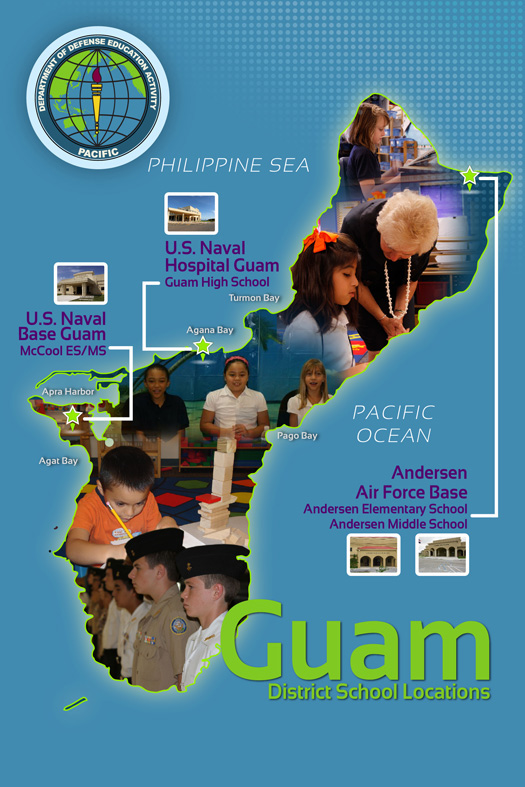 DEPARTMENT OF DEFENSE EDUCATION ACTIVITY
PACIFIC
PHILIPPINE SEA
U.S. Naval
Hospital Guam
Guam High School
Turmon Bay
U.S. Naval
Base Guam
McCool ES/MS
Agana Bay
Apra Harbor
PACIFIC
OCEAN
Pago Bay
Agat Bay
Andersen
Air Force Base
Andersen Elementary School
Andersen Middle School
Guam
District School Locations